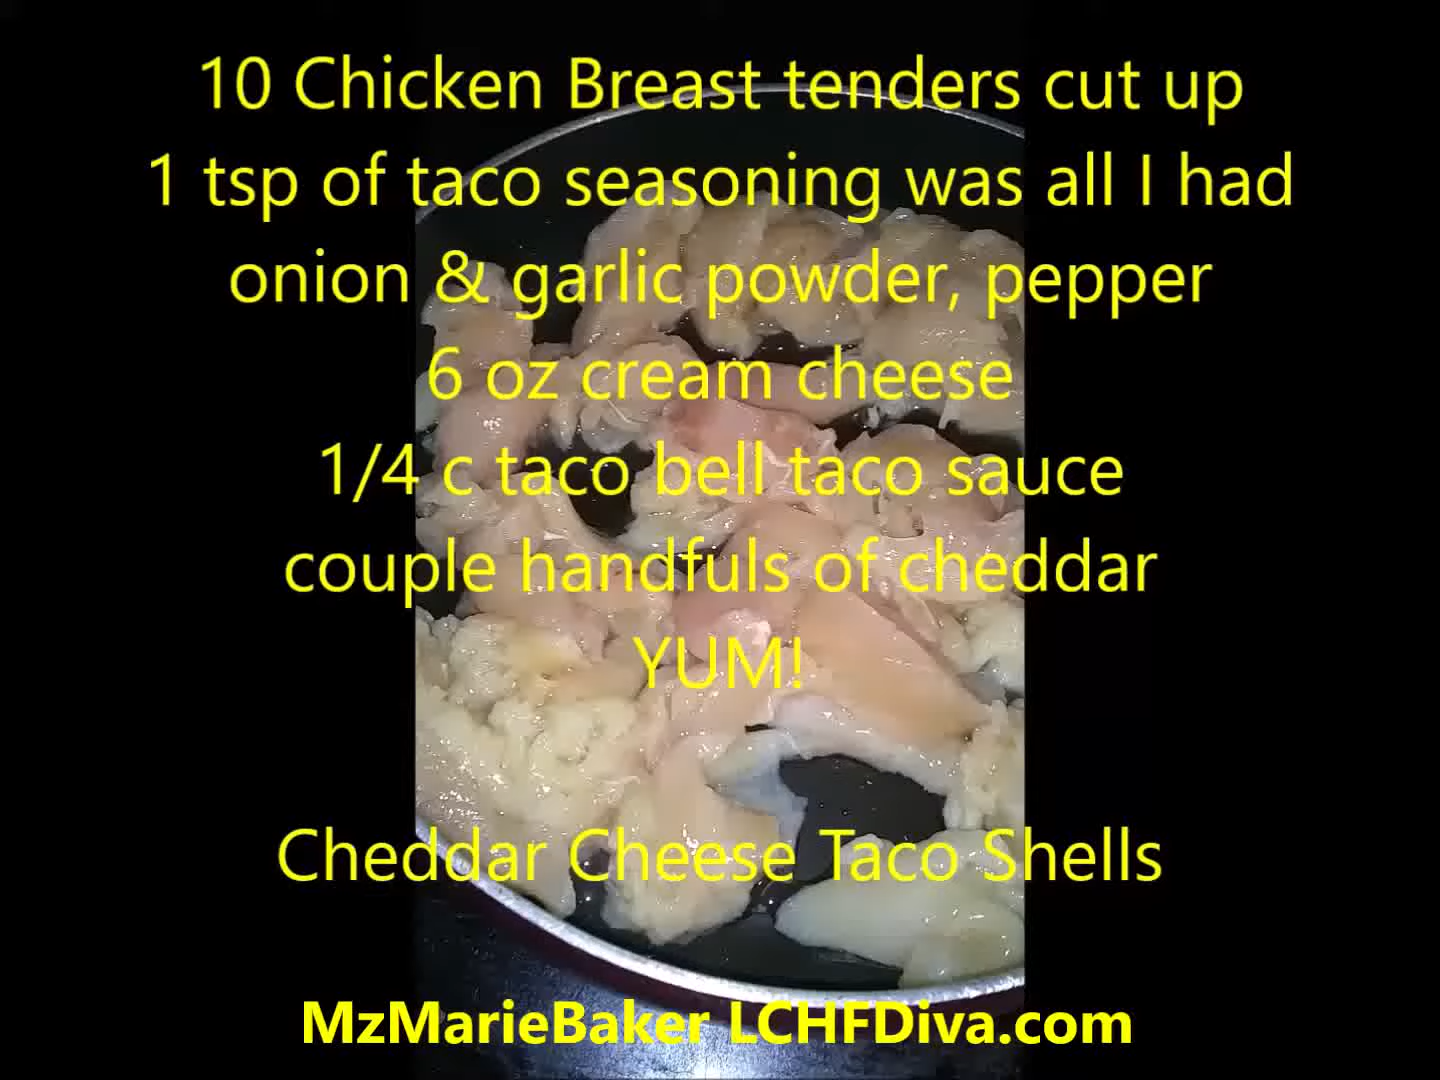 10 Chicken Breast tenders cut up
1 tsp of taco seasoning was all I had
onion & garlic powder, pepper
6 oz cream cheese
1/4 c taco bell taco sauce
couple handfuls of cheddar
YUM!
Cheddar Cheese Taco Shells
MzMarieBaker LCHFDiva.com